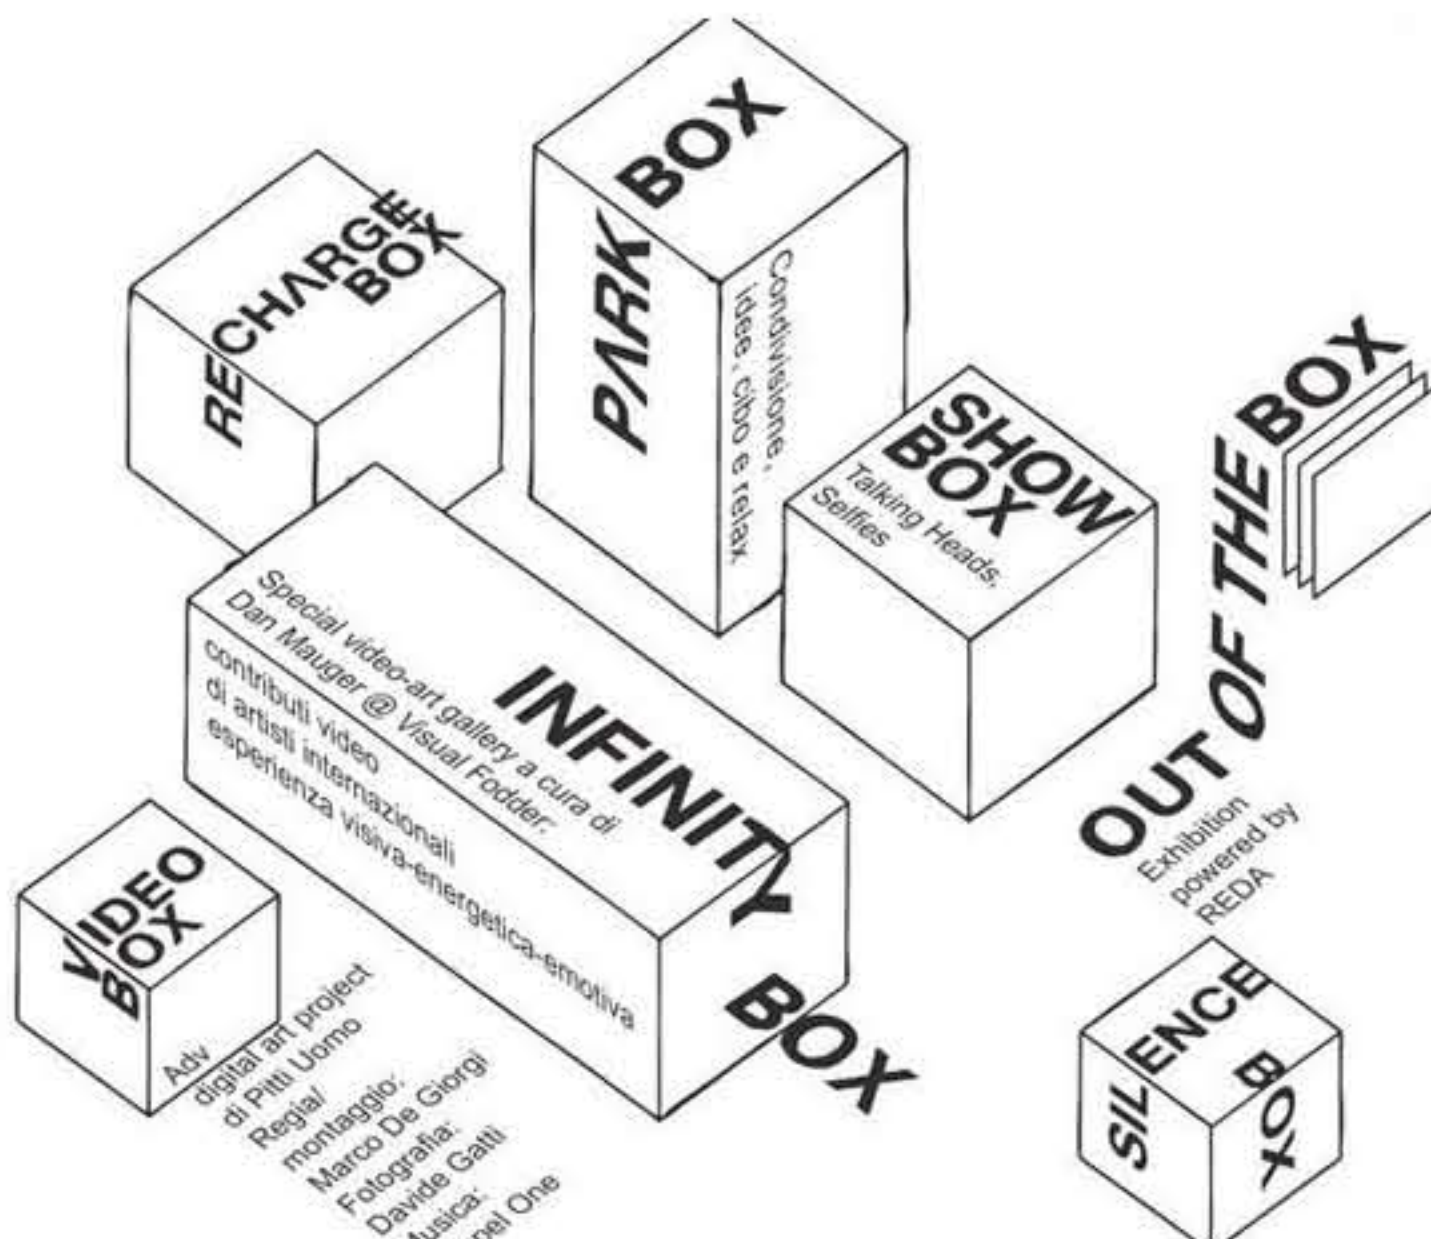 RECHARGE
BOX
PARK BOX
Condivisione,
idee, cibo e relax
SHOW
BOX
Talking Heads,
Selfies
OUT OF THE BOX
Exhibition
powered by
REDA
INFINITY BOX
Special video-art gallery a cura di
Dan Mauger @ Visual Fodder:
contributi video
di artisti internazionali
esperienza visiva-energetica-emotiva
VIDEO
BOX
Adv
digital art project
di Pitti Uomo
Regia/
montaggio:
Marco De Giorgi
Fotografia:
Davide Gatti
One
SILENCE
BOX